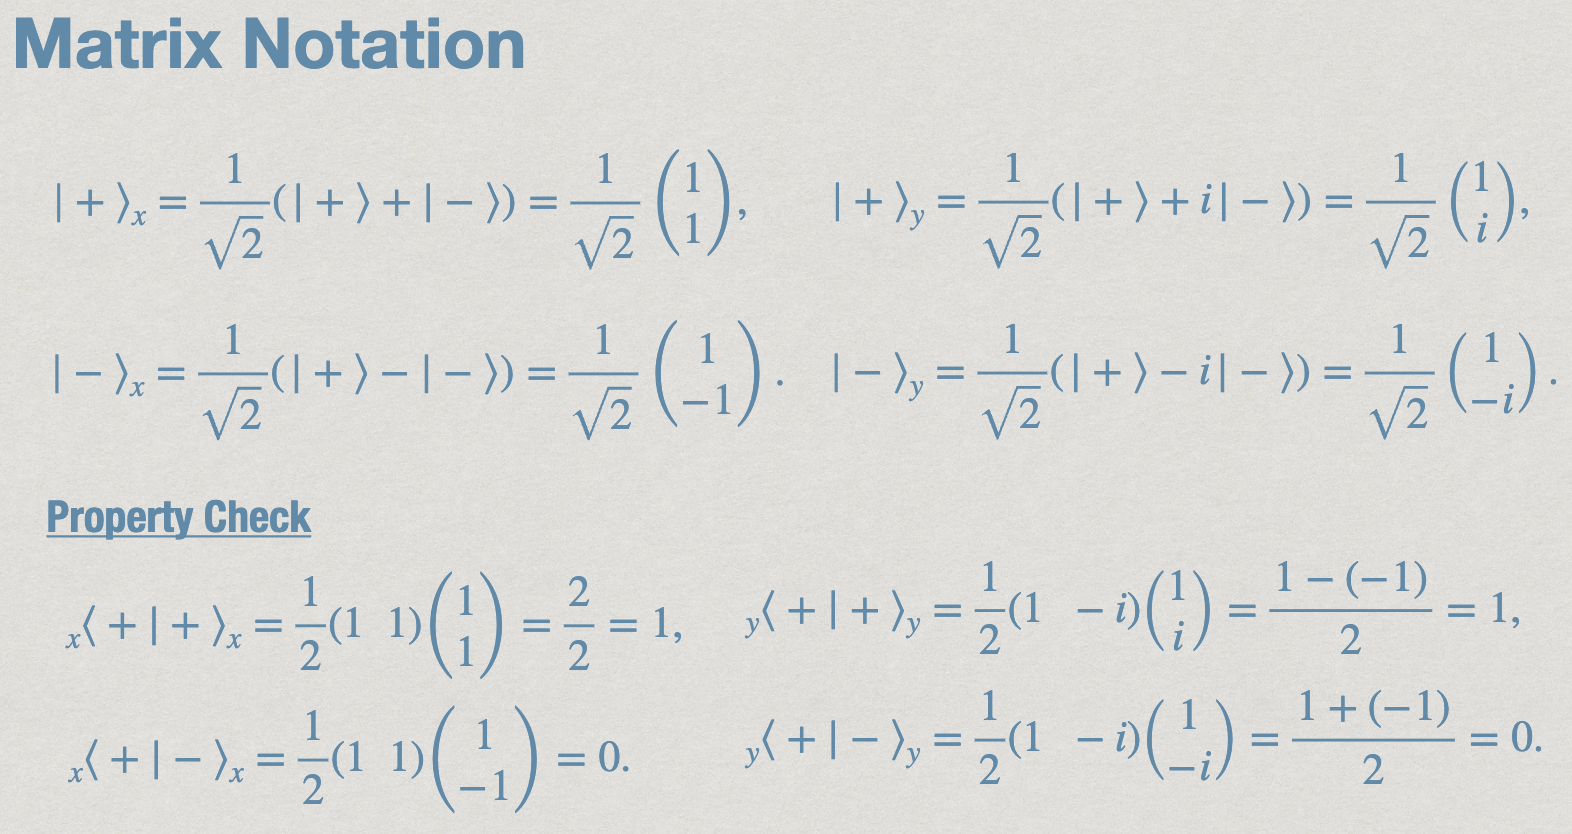 Matrix Notation
$|+\rangle_x = \frac{1}{\sqrt{2}}(|+\rangle + |-\rangle) = \frac{1}{\sqrt{2}}\begin{pmatrix} 1 \\ 1 \end{pmatrix},$ $|+\rangle_y = \frac{1}{\sqrt{2}}(|+\rangle + i|-\rangle) = \frac{1}{\sqrt{2}}\begin{pmatrix} 1 \\ i \end{pmatrix},$
$|-\rangle_x = \frac{1}{\sqrt{2}}(|+\rangle - |-\rangle) = \frac{1}{\sqrt{2}}\begin{pmatrix} 1 \\ -1 \end{pmatrix}.$ $|-\rangle_y = \frac{1}{\sqrt{2}}(|+\rangle - i|-\rangle) = \frac{1}{\sqrt{2}}\begin{pmatrix} 1 \\ -i \end{pmatrix}.$
Property Check
${}_x\langle +|+\rangle_x = \frac{1}{2}(1 \;\; 1)\begin{pmatrix} 1 \\ 1 \end{pmatrix} = \frac{2}{2} = 1,$ ${}_y\langle +|+\rangle_y = \frac{1}{2}(1 \;\; -i)\begin{pmatrix} 1 \\ i \end{pmatrix} = \frac{1-(-1)}{2} = 1,$
${}_x\langle +|-\rangle_x = \frac{1}{2}(1 \;\; 1)\begin{pmatrix} 1 \\ -1 \end{pmatrix} = 0.$ ${}_y\langle +|-\rangle_y = \frac{1}{2}(1 \;\; -i)\begin{pmatrix} 1 \\ -i \end{pmatrix} = \frac{1+(-1)}{2} = 0.$